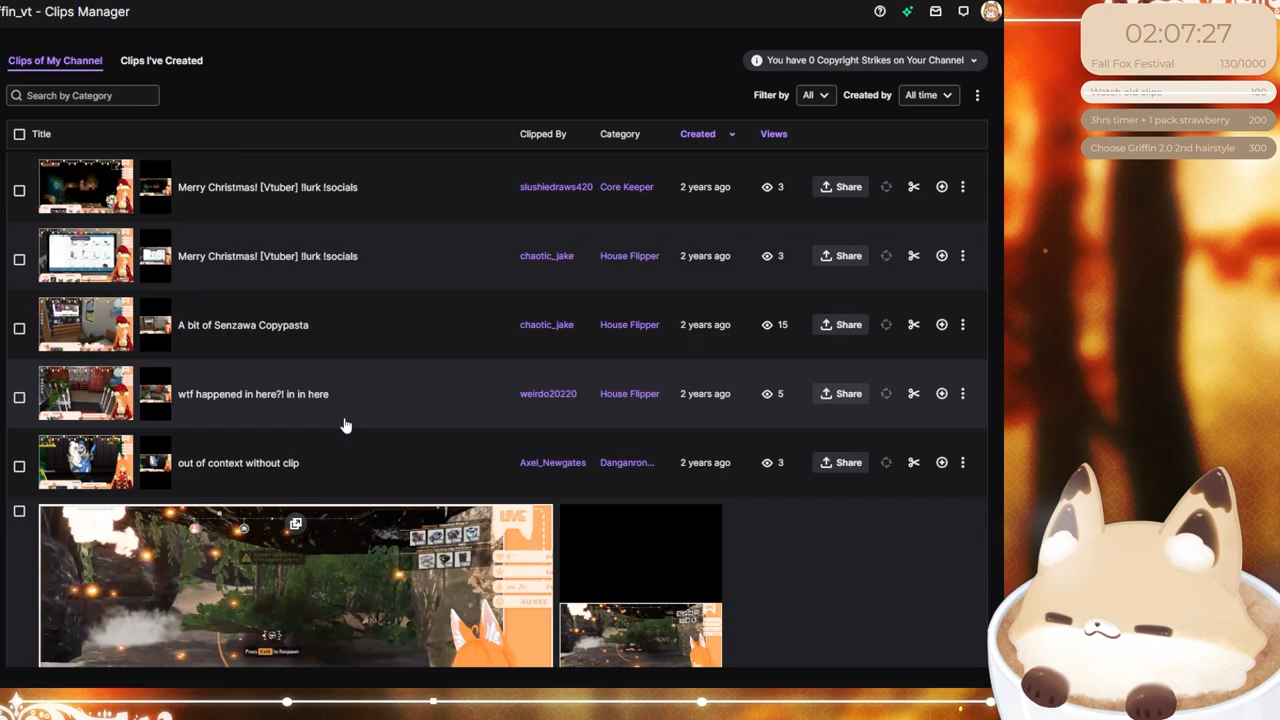 ffin_vt - Clips Manager
Clips of My Channel
Clips I've Created
You have 0 Copyright Strikes on Your Channel
Search by Category
Filter by
All
Created by
All time
Title
Clipped By
Category
Created
Views
Merry Christmas! [Vtuber] !lurk !socials
slushiedraws420
Core Keeper
2 years ago
3
Share
Merry Christmas! [Vtuber] !lurk !socials
chaotic_jake
House Flipper
2 years ago
3
Share
A bit of Senzawa Copypasta
chaotic_jake
House Flipper
2 years ago
15
Share
wtf happened in here?! in in here
weirdo20220
House Flipper
2 years ago
5
Share
out of context without clip
Axel_Newgates
Danganron...
2 years ago
3
Share
LIVE
02:07:27
Fall Fox Festival
130/1000
Watch old clips
100
3hrs timer + 1 pack strawberry
200
Choose Griffin 2.0 2nd hairstyle
300